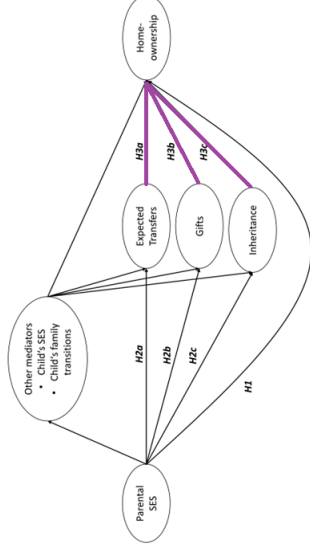 Other mediators
• Child's SES
• Child's family
transitions
Parental
SES
H2a
H2b
H2c
H1
Expected
Transfers
Gifts
Inheritance
H3a
H3b
H3c
Home-
ownership